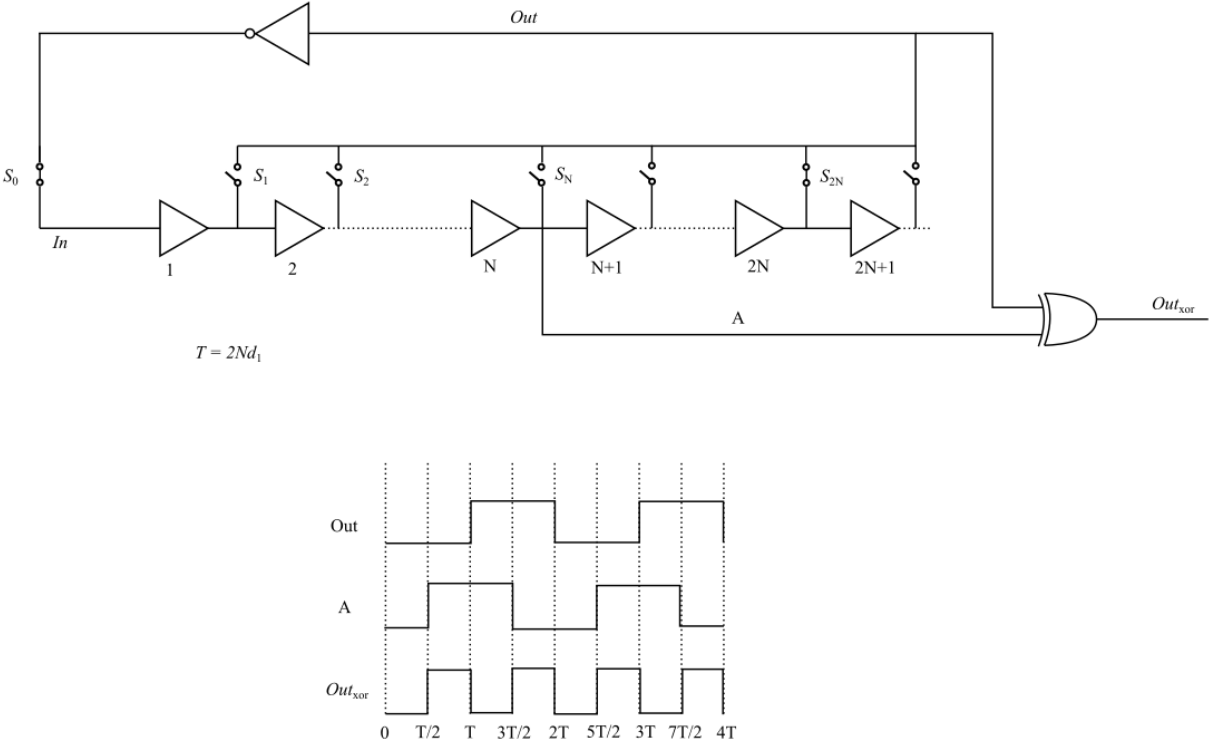 Out
S0
S1
S2
SN
S2N
In
1
2
N
N+1
2N
2N+1
A
Outxor
T = 2Nd1
Out
A
Outxor
0 T/2 T 3T/2 2T 5T/2 3T 7T/2 4T